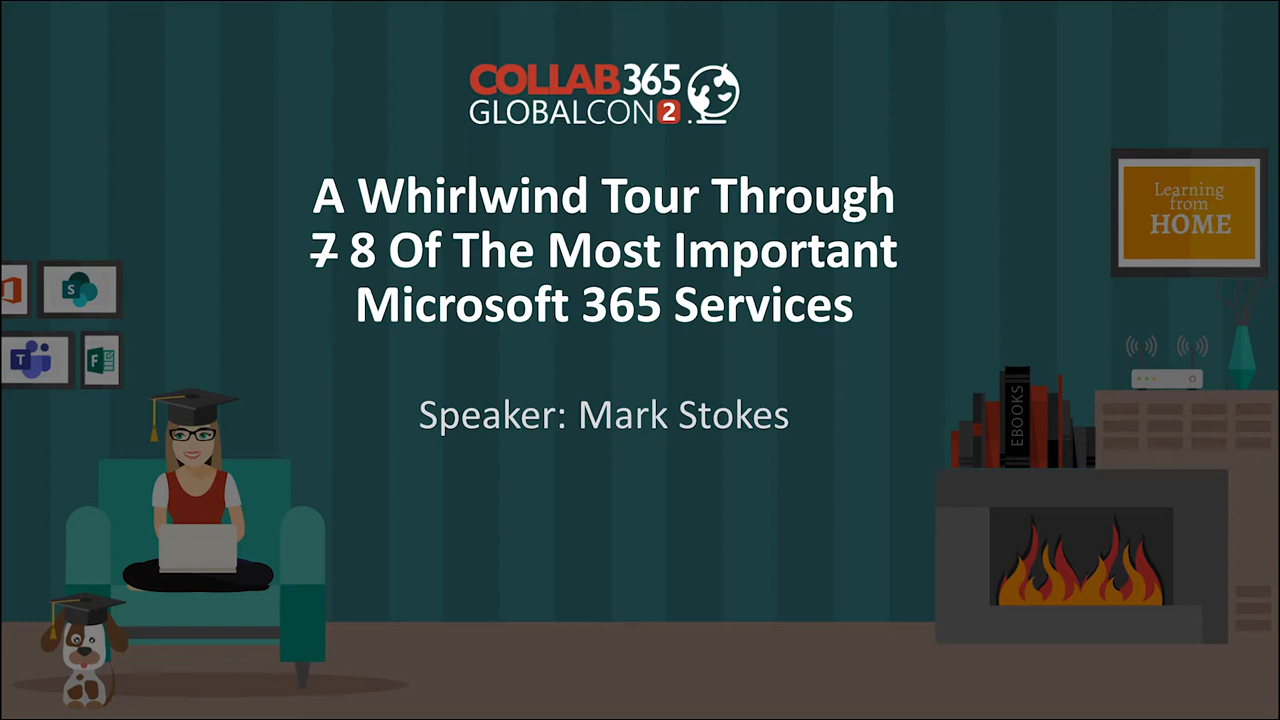 COLLAB365
GLOBALCON2
A Whirlwind Tour Through
7 8 Of The Most Important
Microsoft 365 Services
Speaker: Mark Stokes
Learning
from
HOME
S
T
F
EBOOKS